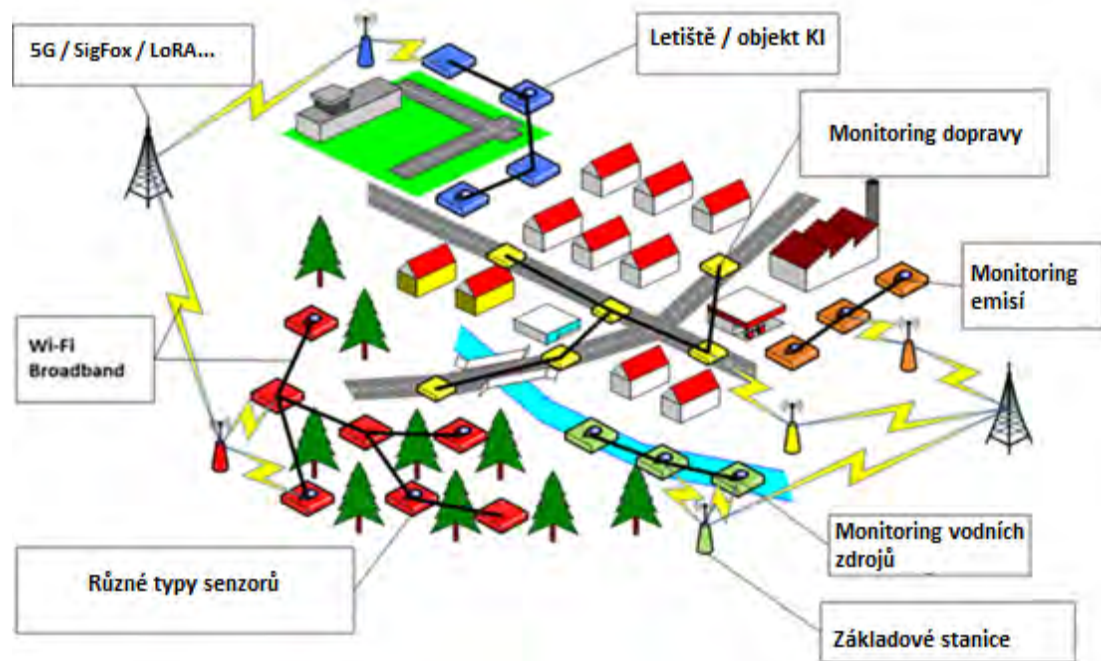 5G / SigFox / LoRA...
Letiště / objekt KI
Monitoring dopravy
Monitoring
emisí
Wi-Fi
Broadband
Monitoring vodních
zdrojů
Různé typy senzorů
Základové stanice